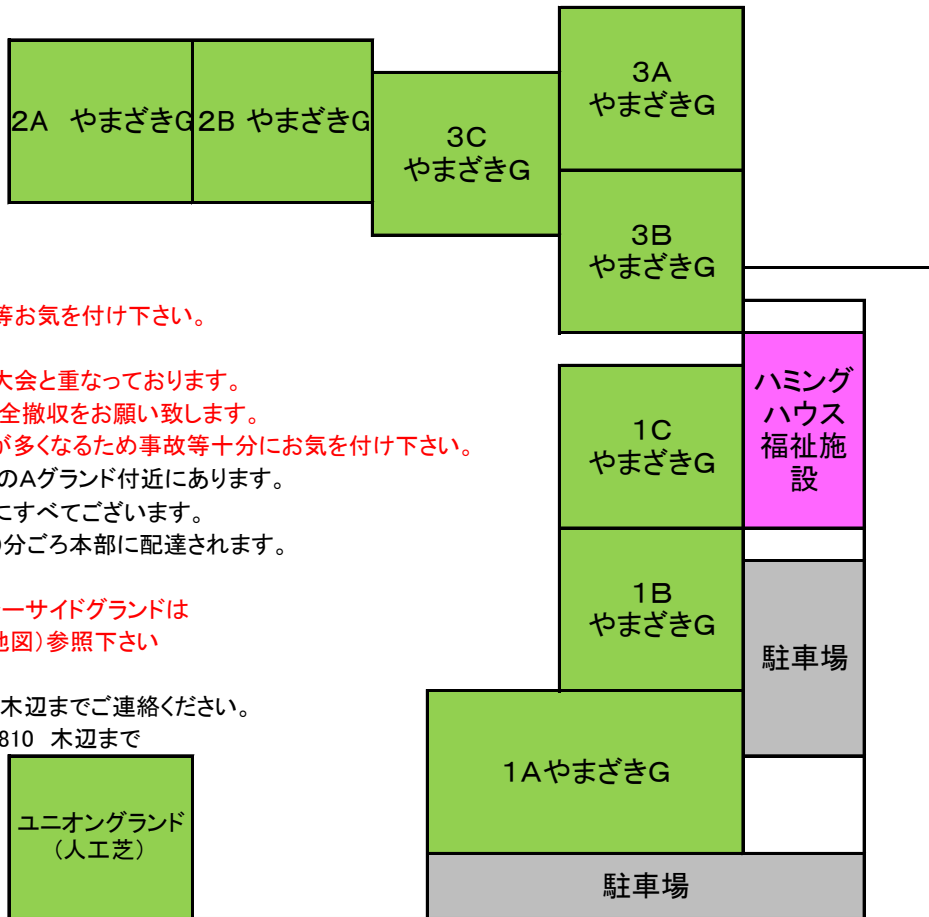 2A　やまざきG
2B やまざきG
3C
やまざきG
3A
やまざきG
3B
やまざきG
等お気を付け下さい。
大会と重なっております。
全撤収をお願い致します。
が多くなるため事故等十分にお気を付け下さい。
のAグランド付近にあります。
にすべてございます。
分ごろ本部に配達されます。
ーサイドグランドは
地図）参照下さい
木辺までご連絡ください。
810　木辺まで
ハミング
ハウス
福祉施
設
1C
やまざきG
1B
やまざきG
駐車場
1AやまざきG
ユニオングランド
（人工芝）
駐車場